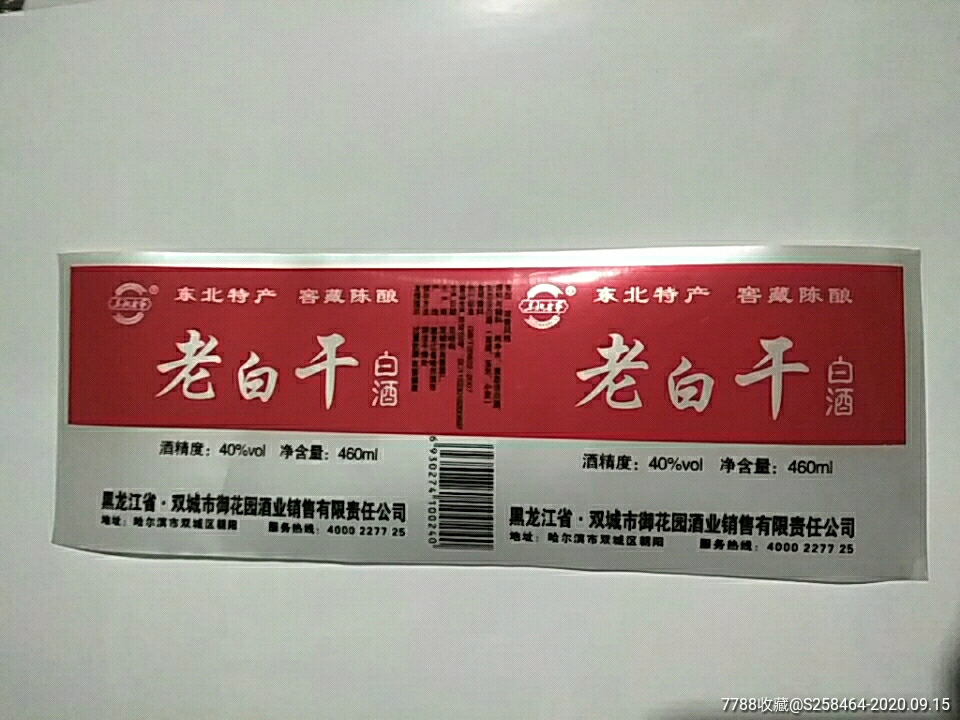 东北特产 窖藏陈酿
老白干 白酒
酒精度：40%vol 净含量：460ml
黑龙江省·双城市御花园酒业销售有限责任公司
地址：哈尔滨市双城区朝阳 服务热线：4000 2277 25
6 930274 100240
东北特产 窖藏陈酿
老白干 白酒
酒精度：40%vol 净含量：460ml
黑龙江省·双城市御花园酒业销售有限责任公司
地址：哈尔滨市双城区朝阳 服务热线：4000 2277 25
7788收藏@S258464-2020.09.15